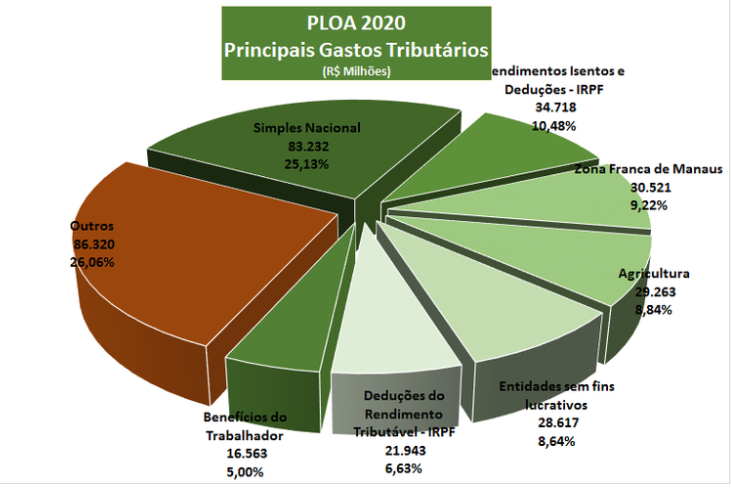 PLOA 2020
Principais Gastos Tributários
(R$ Milhões)
endimentos Isentos e
Deduções - IRPF
34.718
10,48%
Simples Nacional
83.232
25,13%
Zona Franca de Manaus
30.521
9,22%
Outros
86.320
26,06%
Agricultura
29.263
8,84%
Entidades sem fins
lucrativos
28.617
8,64%
Deduções do
Rendimento
Tributável - IRPF
21.943
6,63%
Benefícios do
Trabalhador
16.563
5,00%